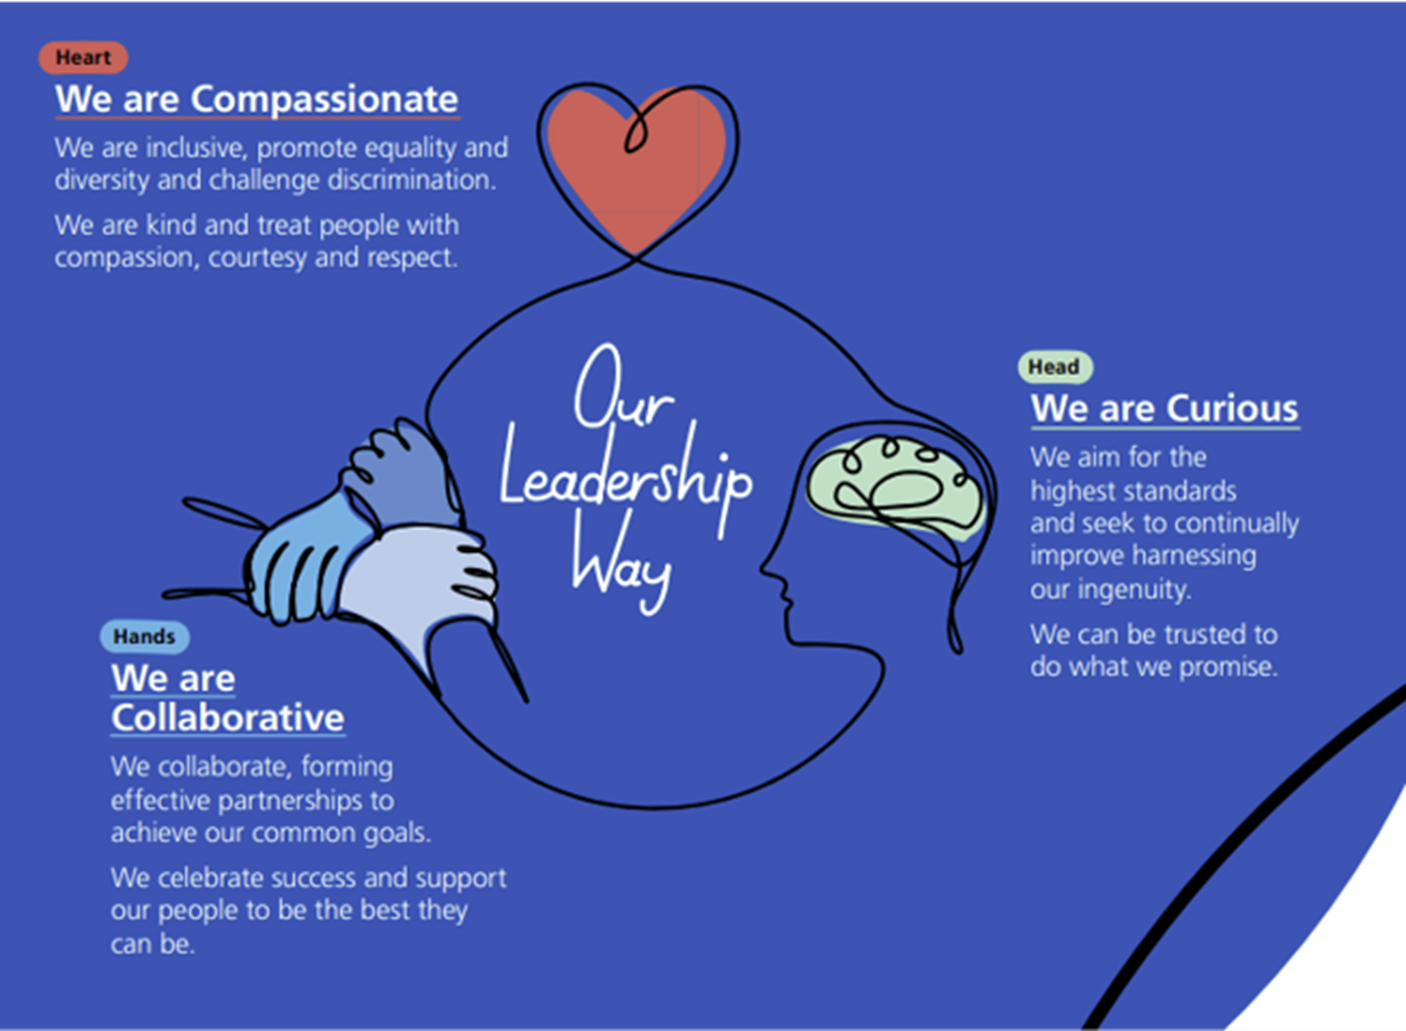 Heart
We are Compassionate
We are inclusive, promote equality and
diversity and challenge discrimination.
We are kind and treat people with
compassion, courtesy and respect.
Our
Leadership
Way
Head
We are Curious
We aim for the
highest standards
and seek to continually
improve harnessing
our ingenuity.
We can be trusted to
do what we promise.
Hands
We are
Collaborative
We collaborate, forming
effective partnerships to
achieve our common goals.
We celebrate success and support
our people to be the best they
can be.